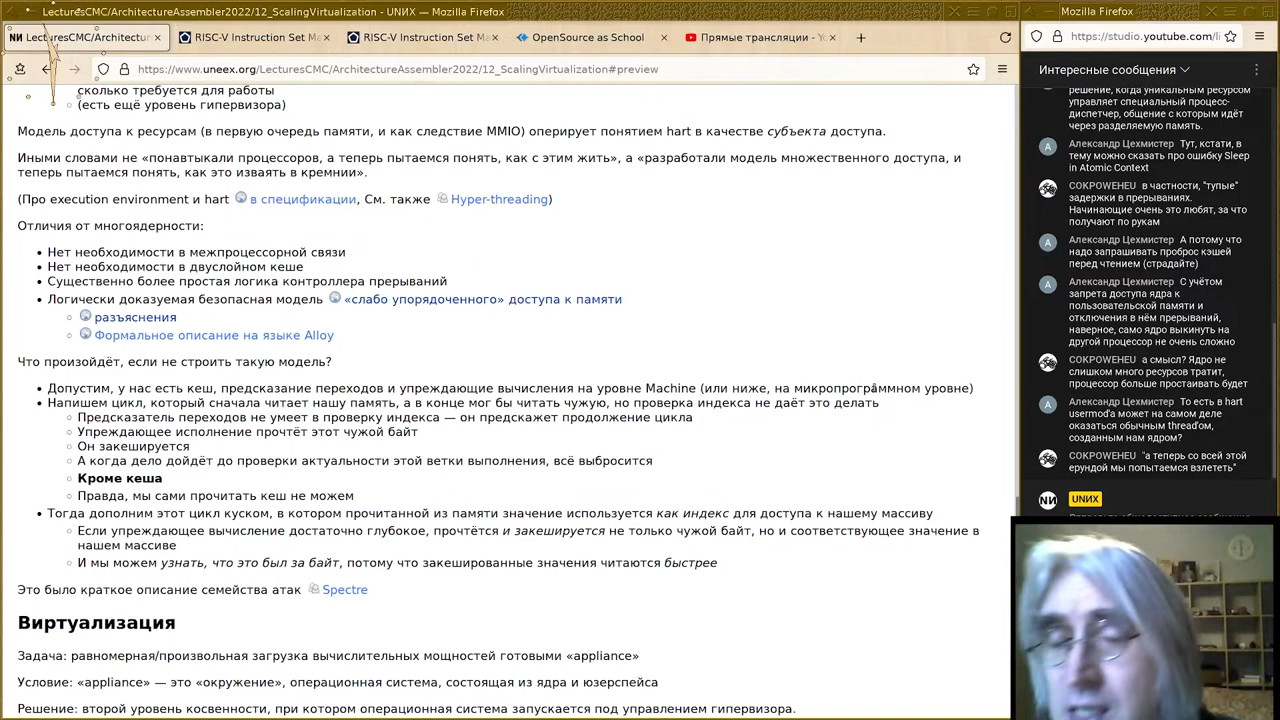 LecturesCMC/ArchitectureAssembler2022/12_ScalingVirtualization - UNИX — Mozilla Firefox
Mozilla Firefox
LecturesCMC/Architectur
RISC-V Instruction Set Ma
RISC-V Instruction Set Ma
OpenSource as School
Прямые трансляции - Yo
https://www.uneex.org/LecturesCMC/ArchitectureAssembler2022/12_ScalingVirtualization#preview
https://studio.youtube.com/li
сколько требуется для работы
(есть ещё уровень гипервизора)
Модель доступа к ресурсам (в первую очередь памяти, и как следствие MMIO) оперирует понятием hart в качестве субъекта доступа.
Иными словами не «понавтыкали процессоров, а теперь пытаемся понять, как с этим жить», а «разработали модель множественного доступа, и
теперь пытаемся понять, как это изваять в кремнии».
(Про execution environment и hart в спецификации, См. также Hyper-threading)
Отличия от многоядерности:
Нет необходимости в межпроцессорной связи
Нет необходимости в двуслойном кеше
Существенно более простая логика контроллера прерываний
Логически доказуемая безопасная модель «слабо упорядоченного» доступа к памяти
разъяснения
Формальное описание на языке Alloy
Что произойдёт, если не строить такую модель?
Допустим, у нас есть кеш, предсказание переходов и упреждающие вычисления на уровне Machine (или ниже, на микропрограммном уровне)
Напишем цикл, который сначала читает нашу память, а в конце мог бы читать чужую, но проверка индекса не даёт это делать
Предсказатель переходов не умеет в проверку индекса — он предскажет продолжение цикла
Упреждающее исполнение прочтёт этот чужой байт
Он закешируется
А когда дело дойдёт до проверки актуальности этой ветки выполнения, всё выбросится
Кроме кеша
Правда, мы сами прочитать кеш не можем
Тогда дополним этот цикл куском, в котором прочитанной из памяти значение используется как индекс для доступа к нашему массиву
Если упреждающее вычисление достаточно глубокое, прочтётся и закешируется не только чужой байт, но и соответствующее значение в
нашем массиве
И мы можем узнать, что это был за байт, потому что закешированные значения читаются быстрее
Это было краткое описание семейства атак Spectre
Виртуализация
Задача: равномерная/произвольная загрузка вычислительных мощностей готовыми «appliance»
Условие: «appliance» — это «окружение», операционная система, состоящая из ядра и юзерспейса
Решение: второй уровень косвенности, при котором операционная система запускается под управлением гипервизора.
Интересные сообщения
решение, когда уникальным ресурсом
управляет специальный процесс-
диспетчер, общение с которым идёт
через разделяемую память.
Александр Цехмистер Тут, кстати, в
тему можно сказать про ошибку Sleep
in Atomic Context
COKPOWEHEU в частности, "тупые"
задержки в прерываниях.
Начинающие очень это любят, за что
получают по рукам
Александр Цехмистер А потому что
надо запрашивать проброс кэшей
перед чтением (страдайте)
Александр Цехмистер С учётом
запрета доступа ядра к
пользовательской памяти и
отключения в нём прерываний,
наверное, само ядро выкинуть на
другой процессор не очень сложно
COKPOWEHEU а смысл? Ядро не
слишком много ресурсов тратит,
процессор больше простаивать будет
Александр Цехмистер То есть в hart
usermod'а может на самом деле
оказаться обычным thread'ом,
созданным нам ядром?
COKPOWEHEU "а теперь со всей этой
ерундой мы попытаемся взлететь"
UNИX